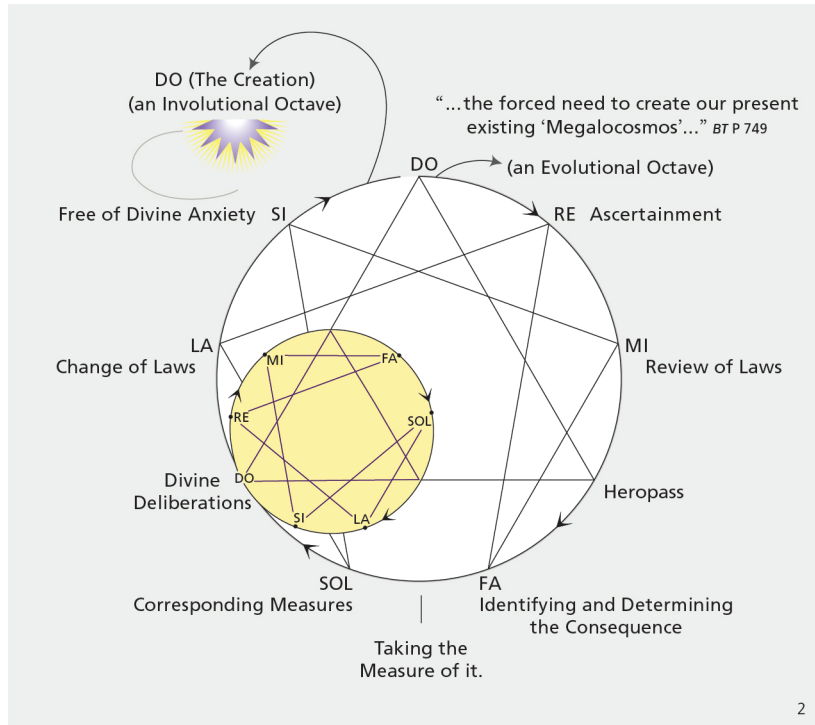 DO (The Creation)
(an Involutional Octave)
“...the forced need to create our present
existing ‘Megalocosmos’...” BT P 749
DO
(an Evolutional Octave)
Free of Divine Anxiety
SI
RE
Ascertainment
LA
Change of Laws
MI
Review of Laws
MI
FA
RE
SOL
DO
SI
LA
Divine
Deliberations
Heropass
SOL
Corresponding Measures
FA
Identifying and Determining
the Consequence
Taking the
Measure of it.
2